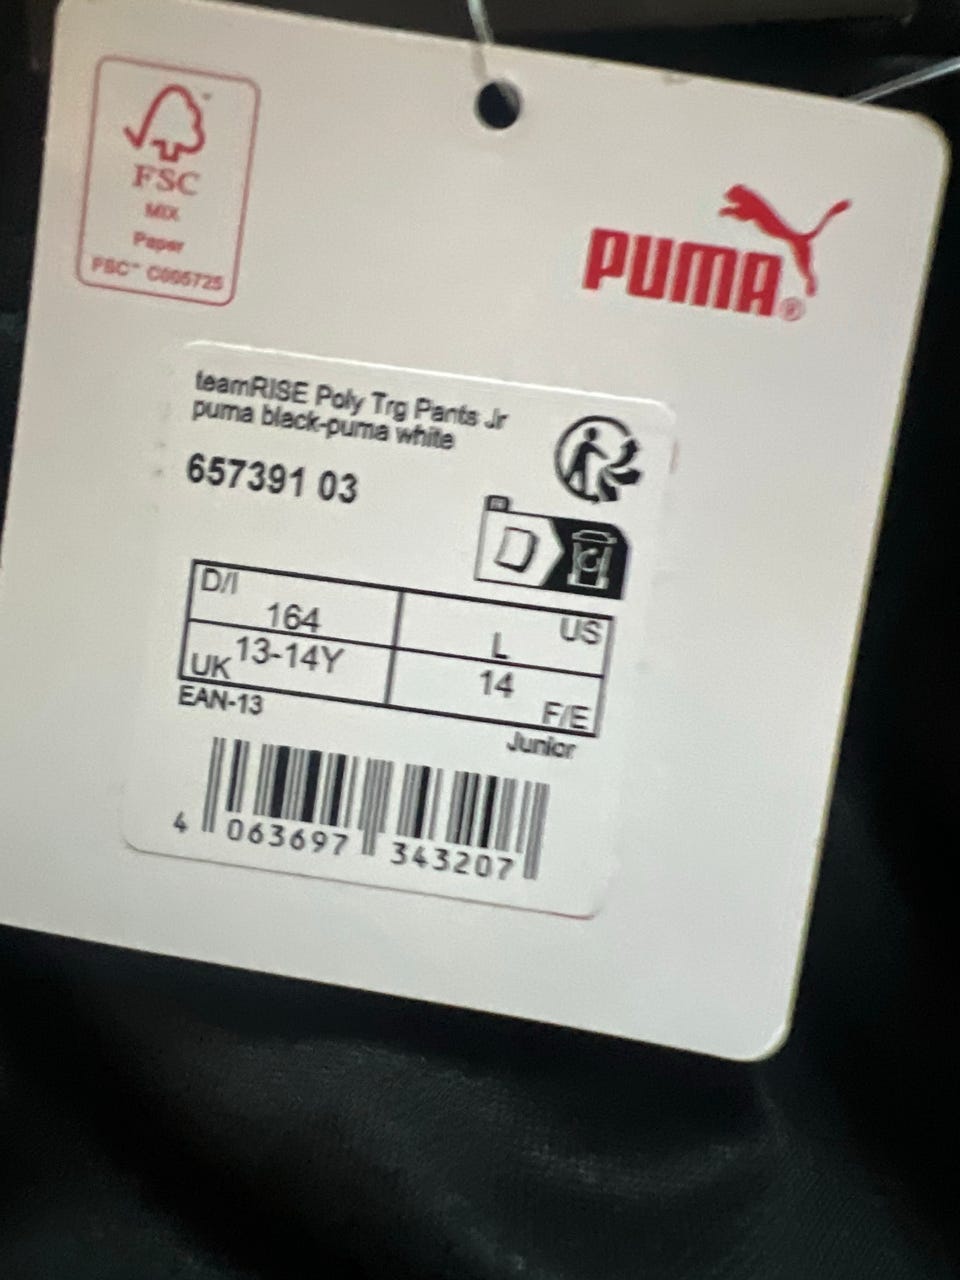 FSC
MIX
Paper
FSC™ C005725
PUMA®
teamRISE Poly Trg Pants Jr
puma black-puma white
657391 03
D/I 164
L US
UK 13-14Y
14 F/E
EAN-13
Junior
4 063697 343207